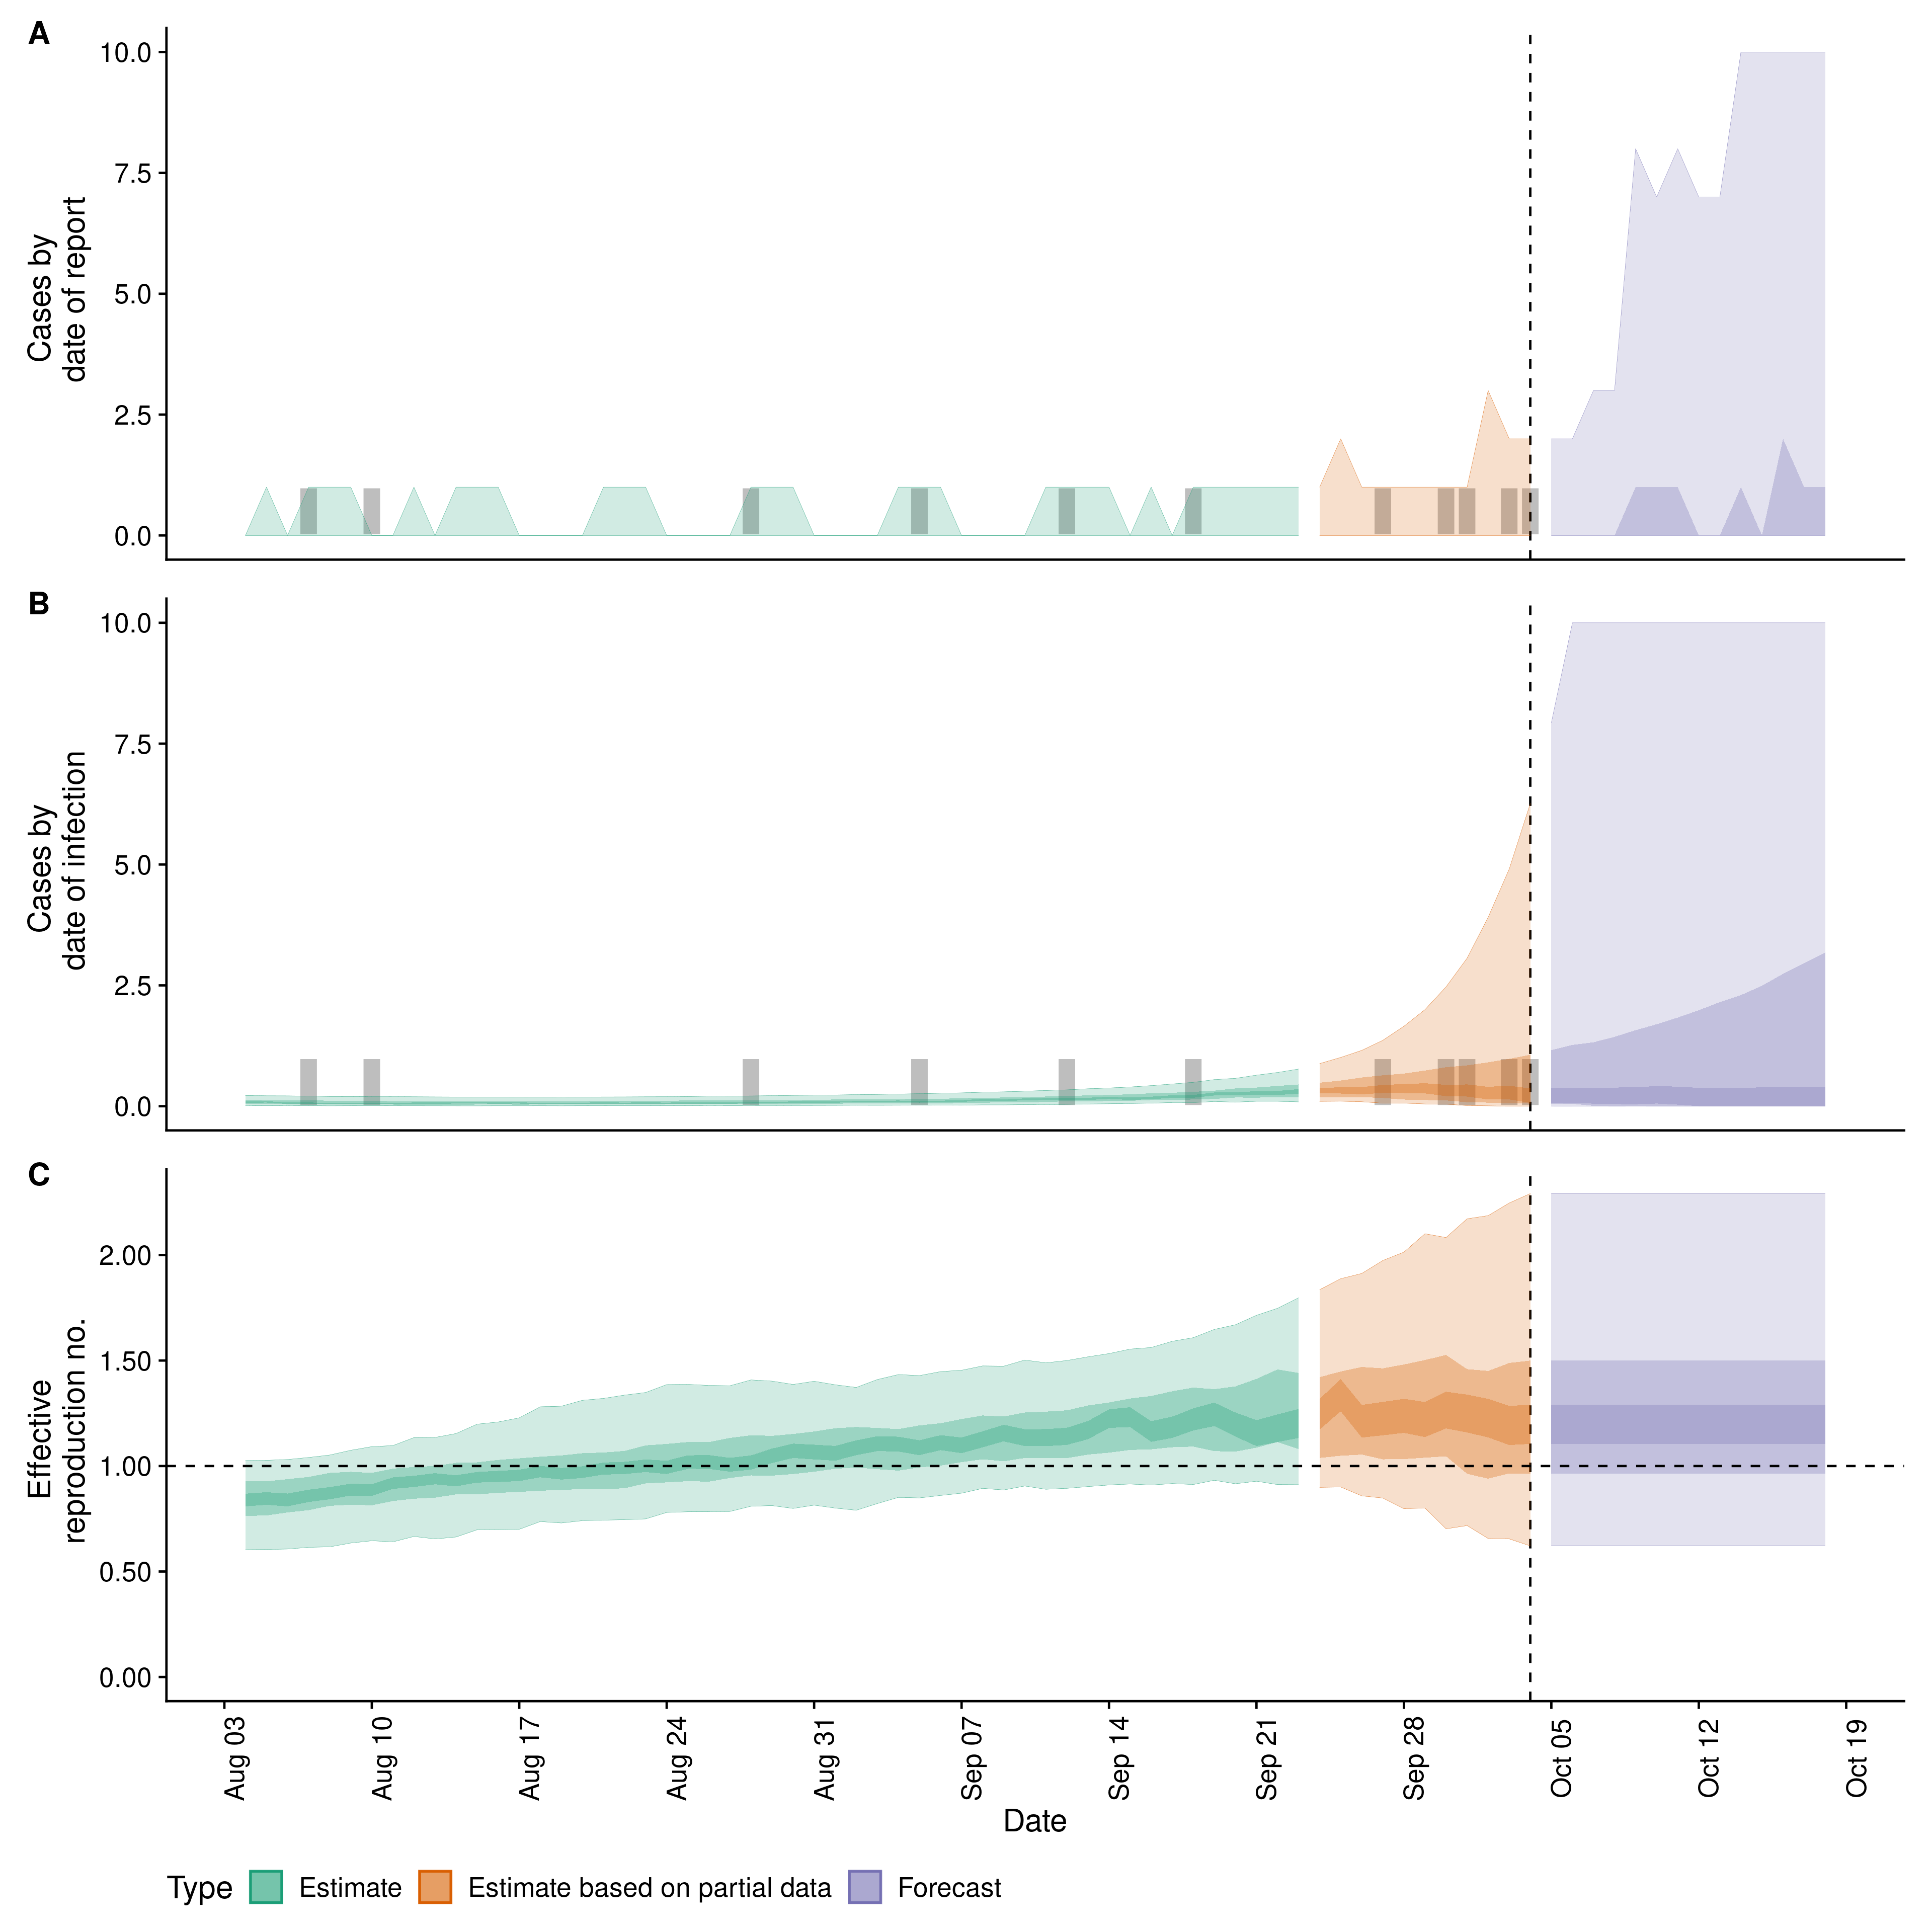 A
Cases by
date of report
10.0
7.5
5.0
2.5
0.0
B
Cases by
date of infection
10.0
7.5
5.0
2.5
0.0
C
Effective
reproduction no.
2.00
1.50
1.00
0.50
0.00
Aug 03
Aug 10
Aug 17
Aug 24
Aug 31
Sep 07
Sep 14
Sep 21
Sep 28
Oct 05
Oct 12
Oct 19
Date
Type Estimate Estimate based on partial data Forecast